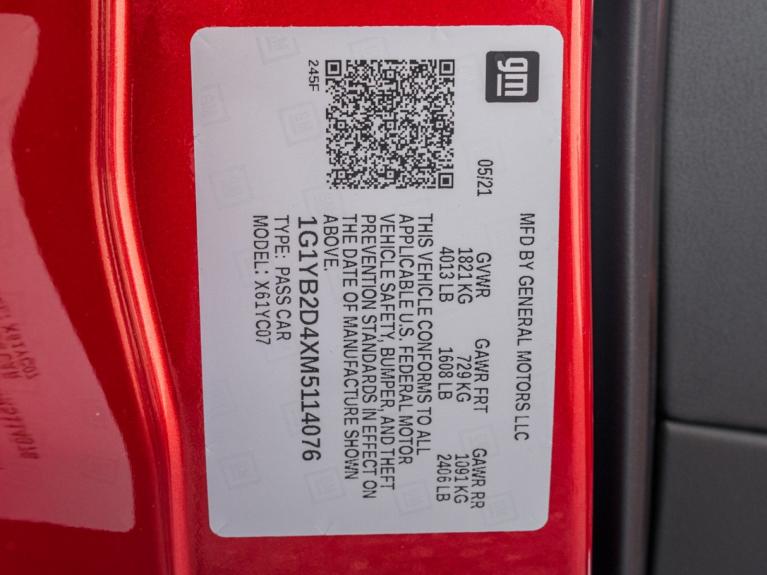 gm
MFD BY GENERAL MOTORS LLC
05/21
GVWR GAWR FRT GAWR RR
1821 KG 729 KG 1091 KG
4013 LB 1608 LB 2406 LB
THIS VEHICLE CONFORMS TO ALL
APPLICABLE U.S. FEDERAL MOTOR
VEHICLE SAFETY, BUMPER, AND THEFT
PREVENTION STANDARDS IN EFFECT ON
THE DATE OF MANUFACTURE SHOWN
ABOVE.
1G1YB2D4XM5114076
TYPE: PASS CAR
MODEL: X61YC07
245F